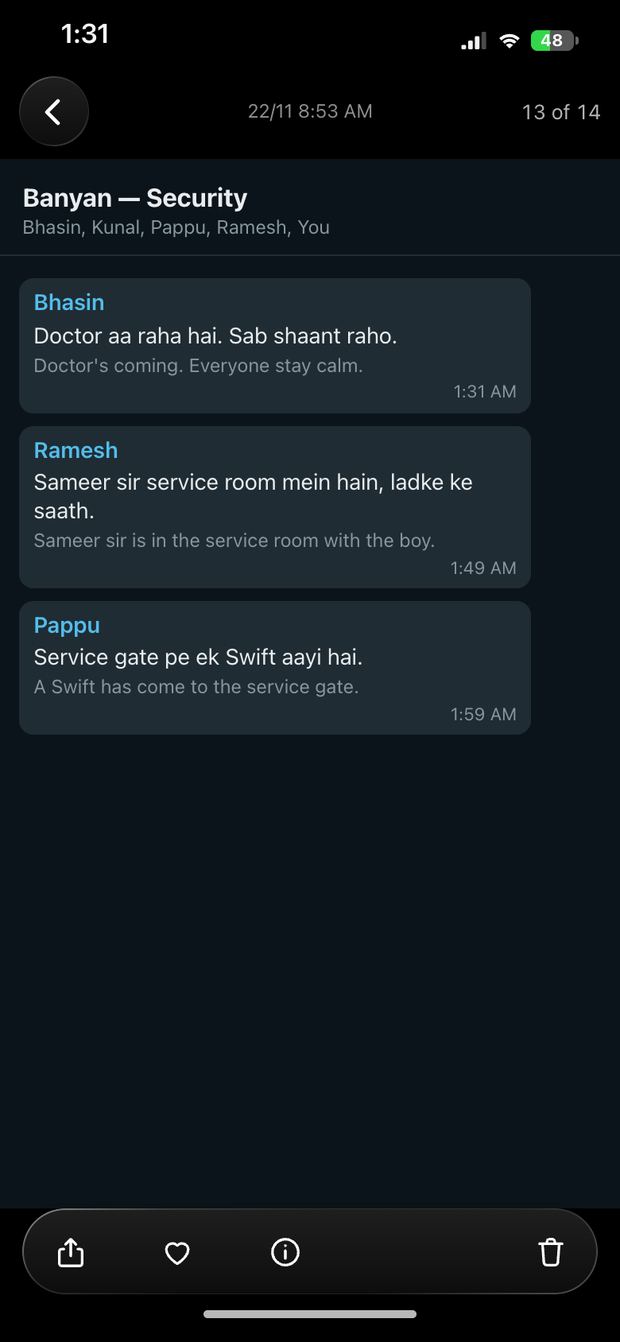 1:31
48
22/11 8:53 AM
13 of 14
Banyan — Security
Bhasin, Kunal, Pappu, Ramesh, You
Bhasin
Doctor aa raha hai. Sab shaant raho.
Doctor's coming. Everyone stay calm.
1:31 AM
Ramesh
Sameer sir service room mein hain, ladke ke
saath.
Sameer sir is in the service room with the boy.
1:49 AM
Pappu
Service gate pe ek Swift aayi hai.
A Swift has come to the service gate.
1:59 AM